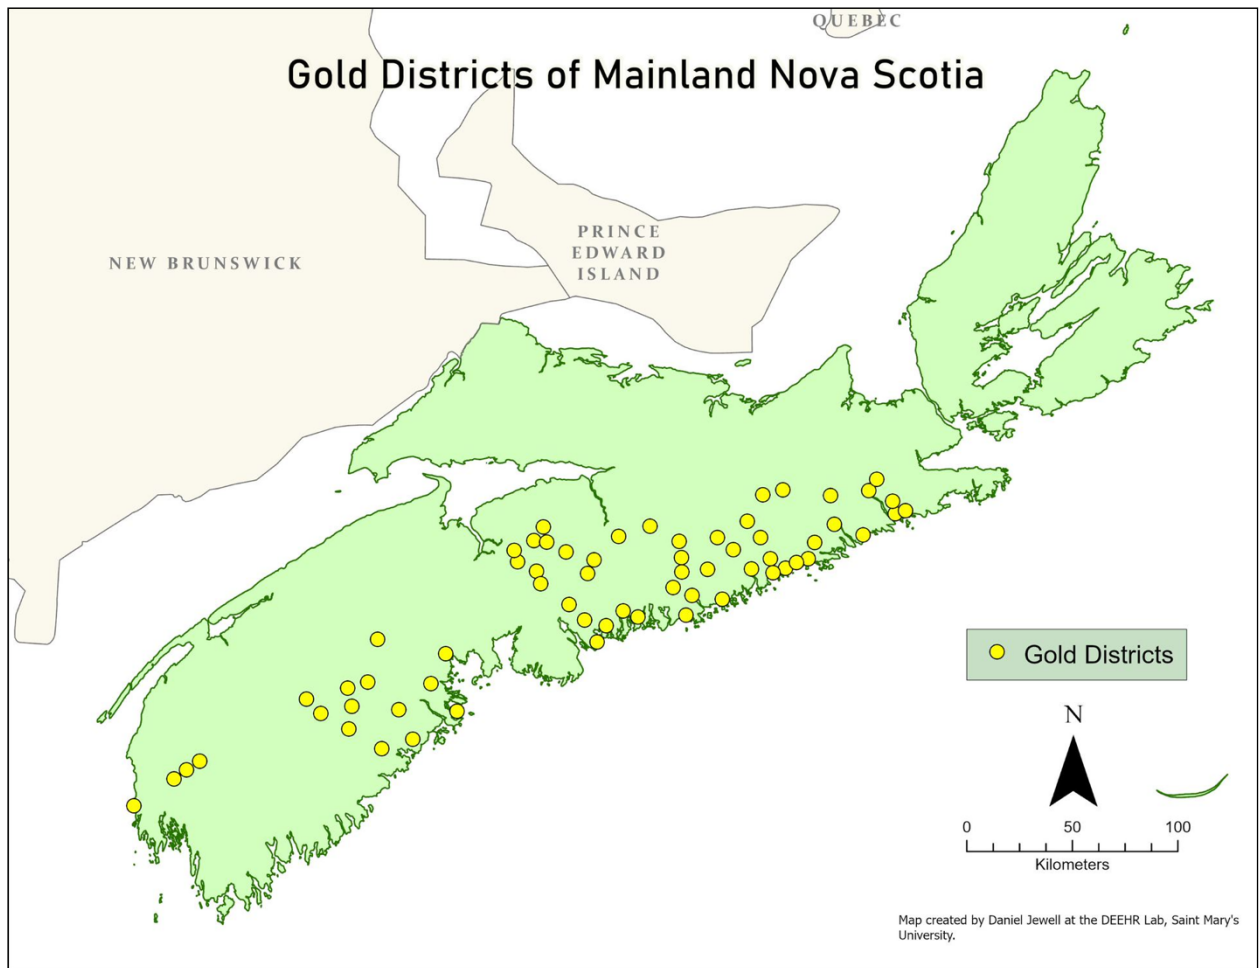 QUEBEC
Gold Districts of Mainland Nova Scotia
PRINCE
EDWARD
ISLAND
NEW BRUNSWICK
Gold Districts
N
0 50 100
Kilometers
Map created by Daniel Jewell at the DEEHR Lab, Saint Mary's
University.